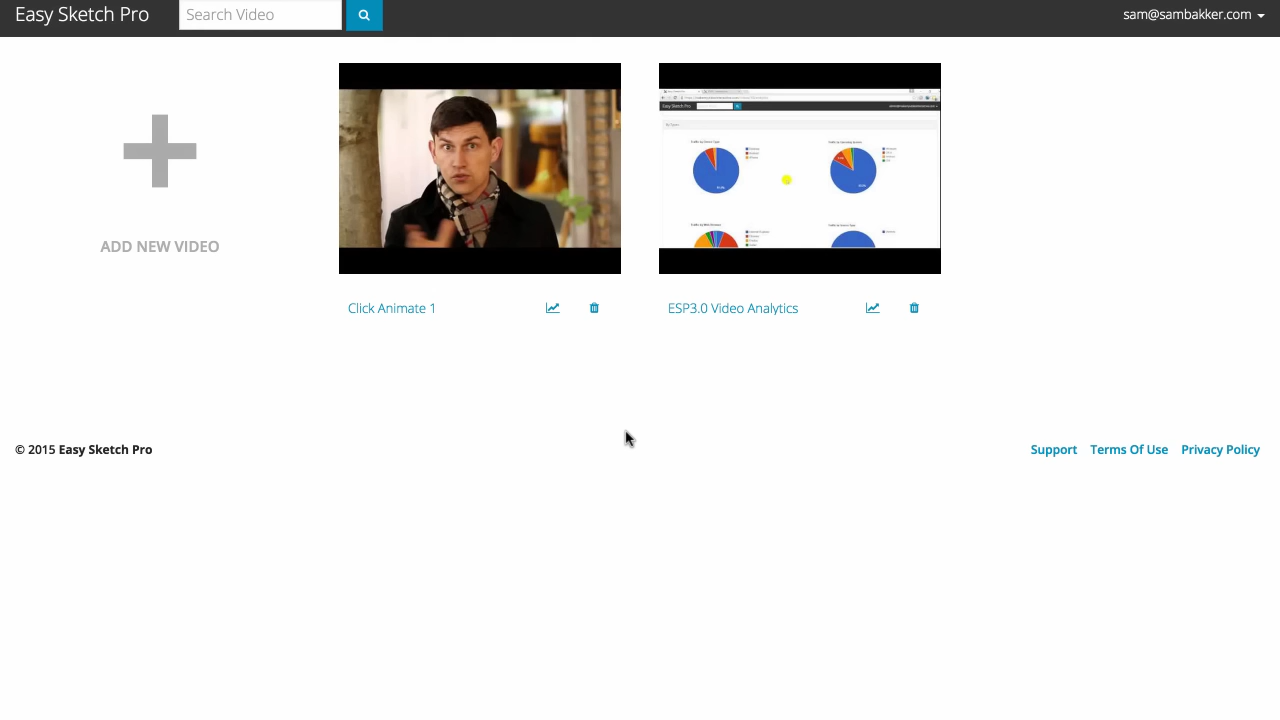 Easy Sketch Pro
Search Video
sam@sambakker.com
ADD NEW VIDEO
Click Animate 1
ESP3.0 Video Analytics
© 2015 Easy Sketch Pro
Support Terms Of Use Privacy Policy